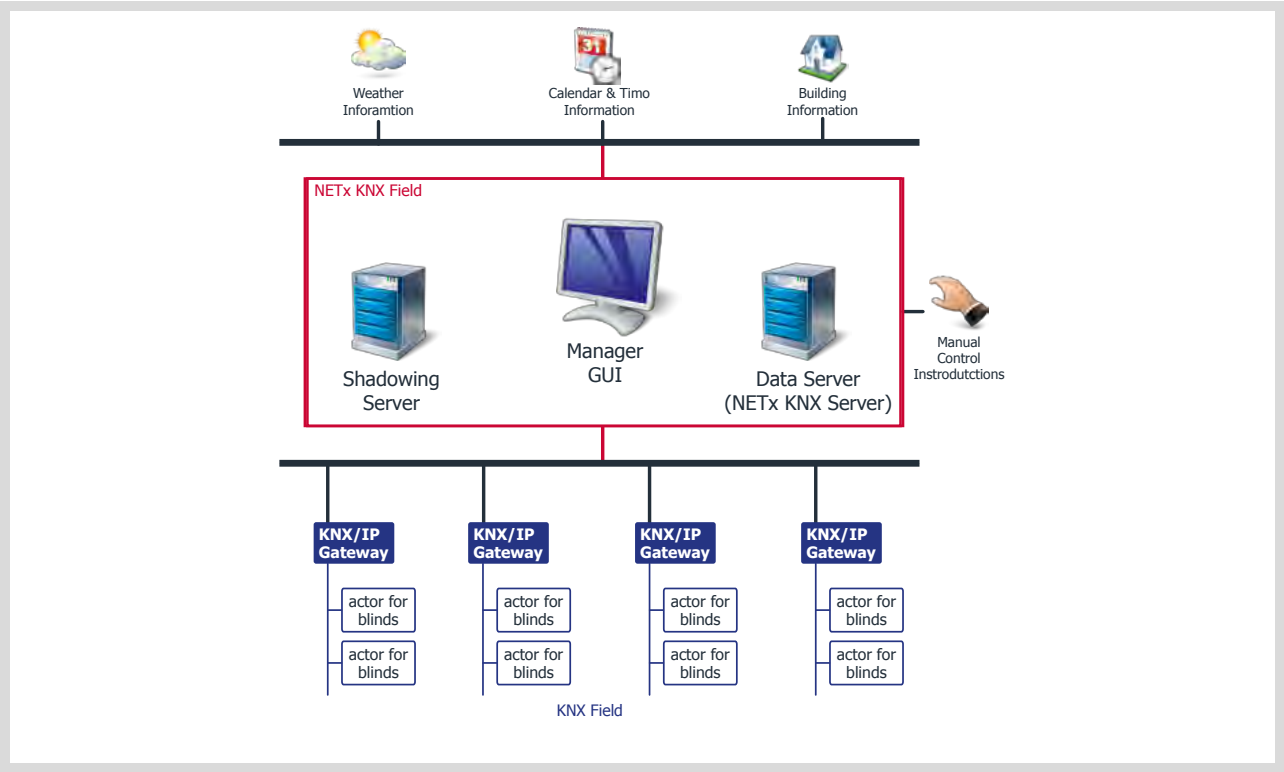 31
Weather
Inforamtion
Calendar & Timo
Information
Building
Information
NETx KNX Field
Shadowing
Server
Manager
GUI
Data Server
(NETx KNX Server)
Manual
Control
Instrodutctions
KNX/IP
Gateway
KNX/IP
Gateway
KNX/IP
Gateway
KNX/IP
Gateway
actor for
blinds
actor for
blinds
actor for
blinds
actor for
blinds
actor for
blinds
actor for
blinds
actor for
blinds
actor for
blinds
KNX Field